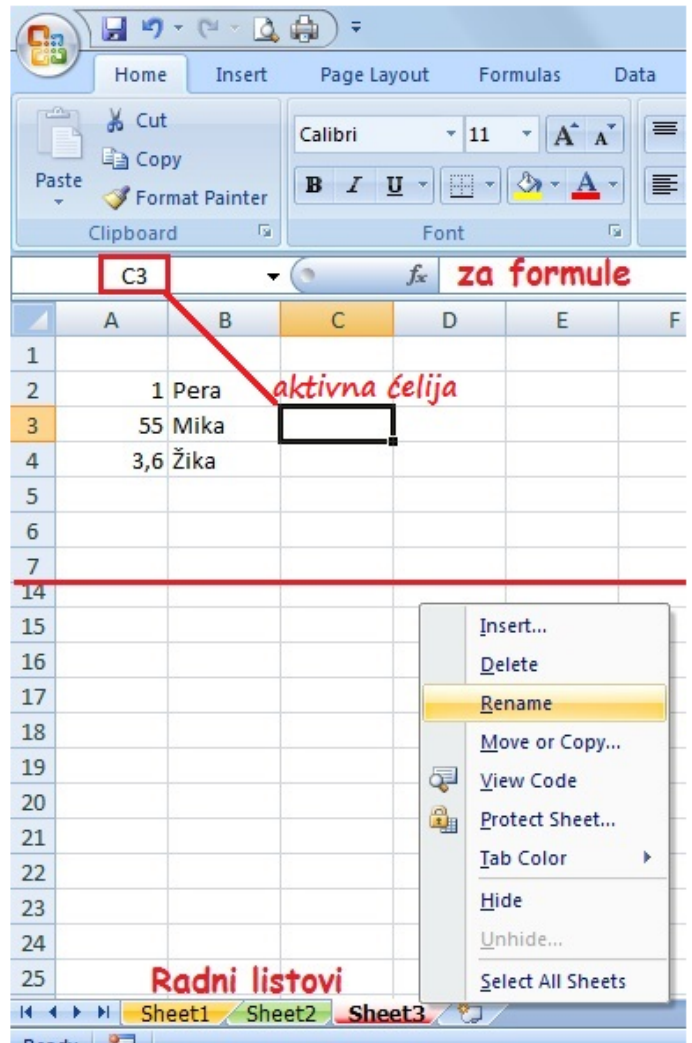 Home Insert Page Layout Formulas Data
Cut
Calibri 11 A A
Copy
Paste
Format Painter
B I U A
Clipboard Font
C3 fx za formule
A B C D E F
1
2 1 Pera aktivna ćelija
3 55 Mika
4 3,6 Žika
5
6
7
14
15 Insert...
16 Delete
17 Rename
18 Move or Copy...
19 View Code
20 Protect Sheet...
21
22 Tab Color
23 Hide
24 Unhide...
25 Radni listovi Select All Sheets
Sheet1 Sheet2 Sheet3
Ready